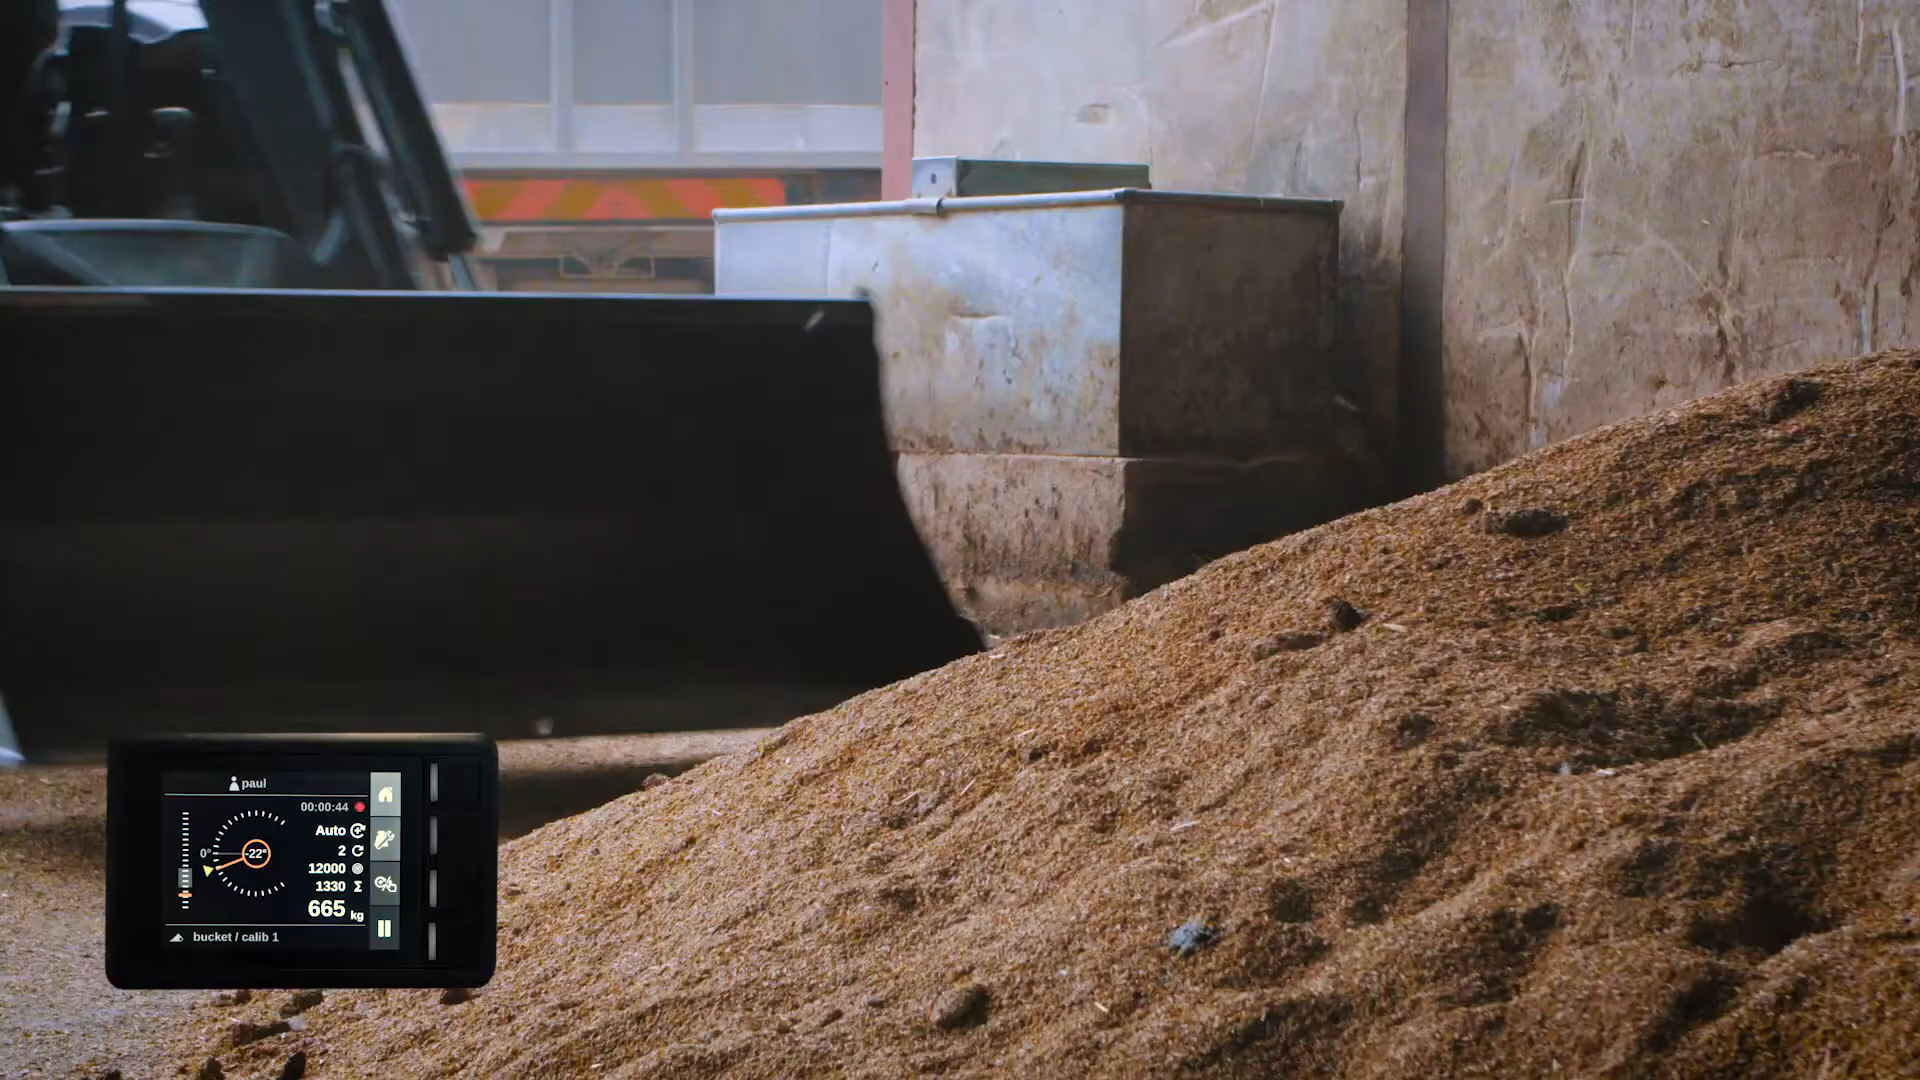 paul
00:00:44
0°
-22°
Auto
2
12000
1330 Σ
665 kg
bucket / calib 1